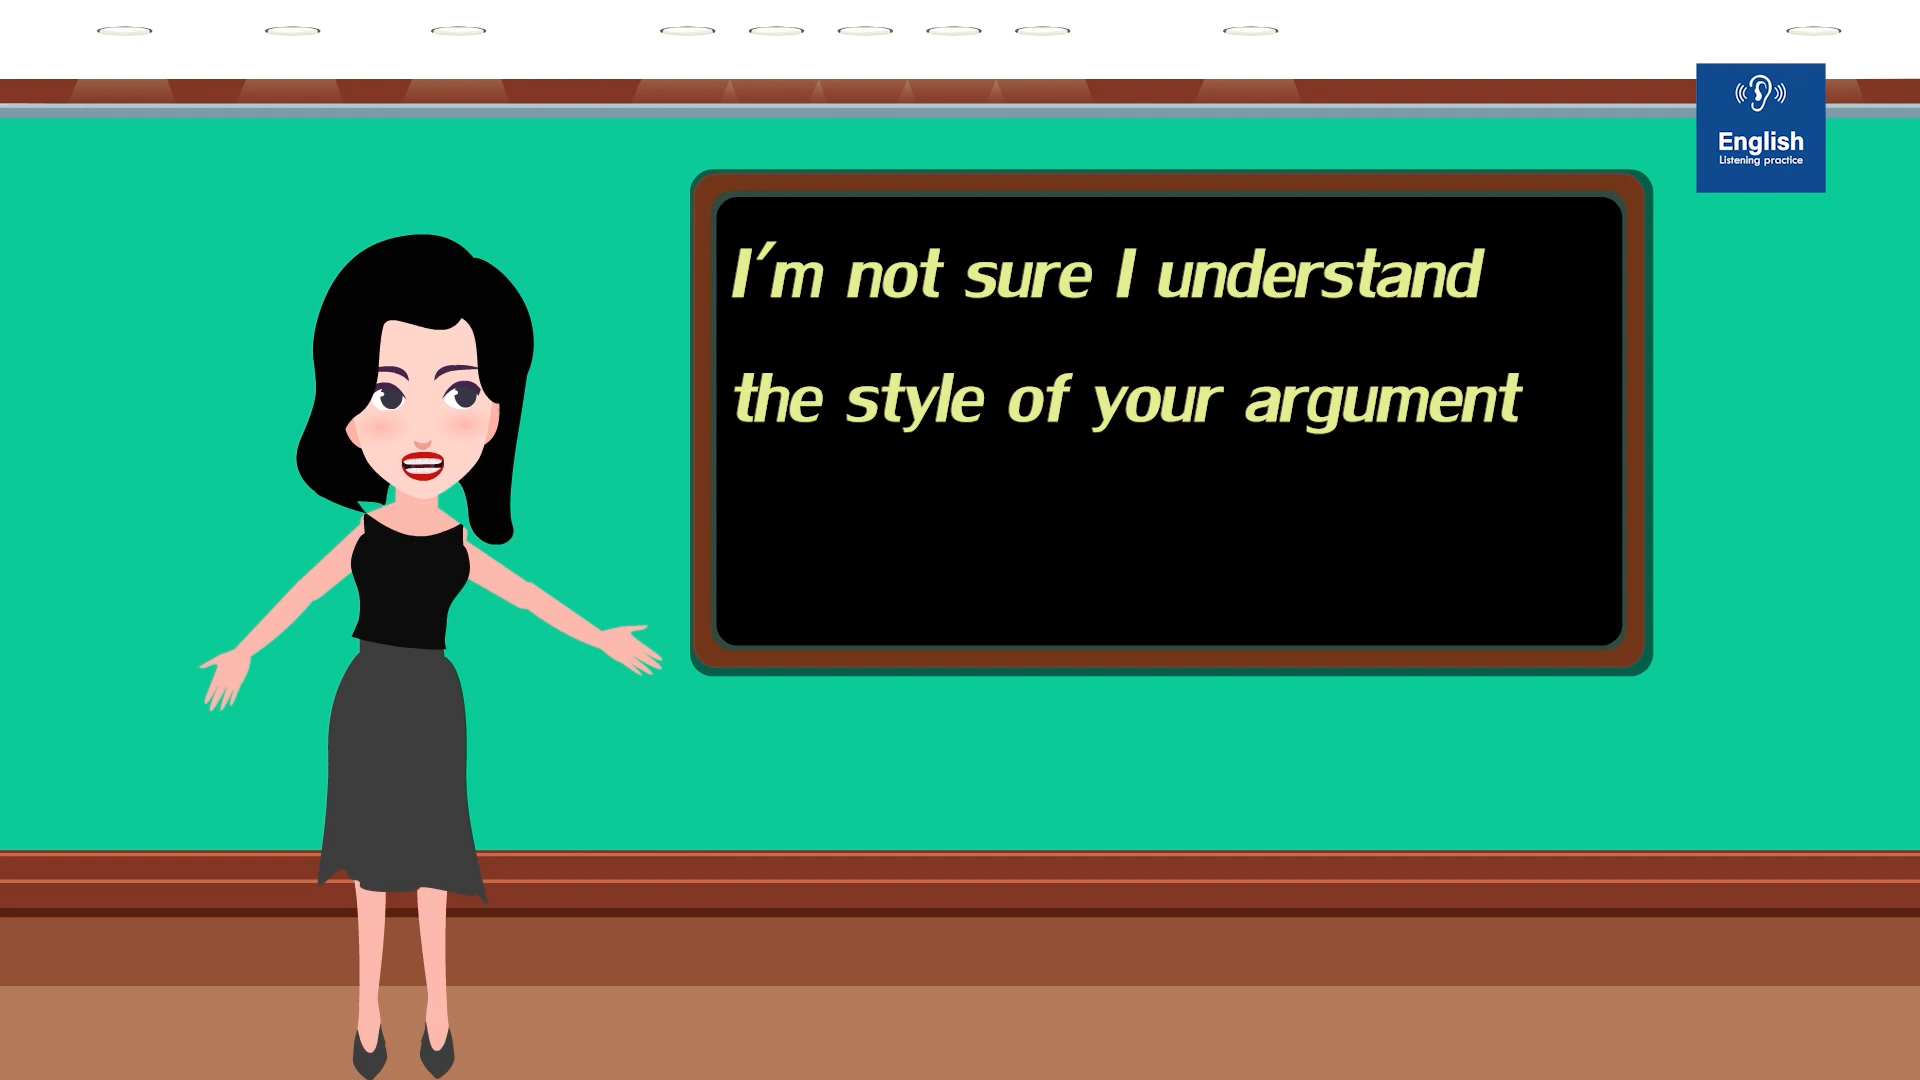 English
Listening practice
I'm not sure I understand
the style of your argument